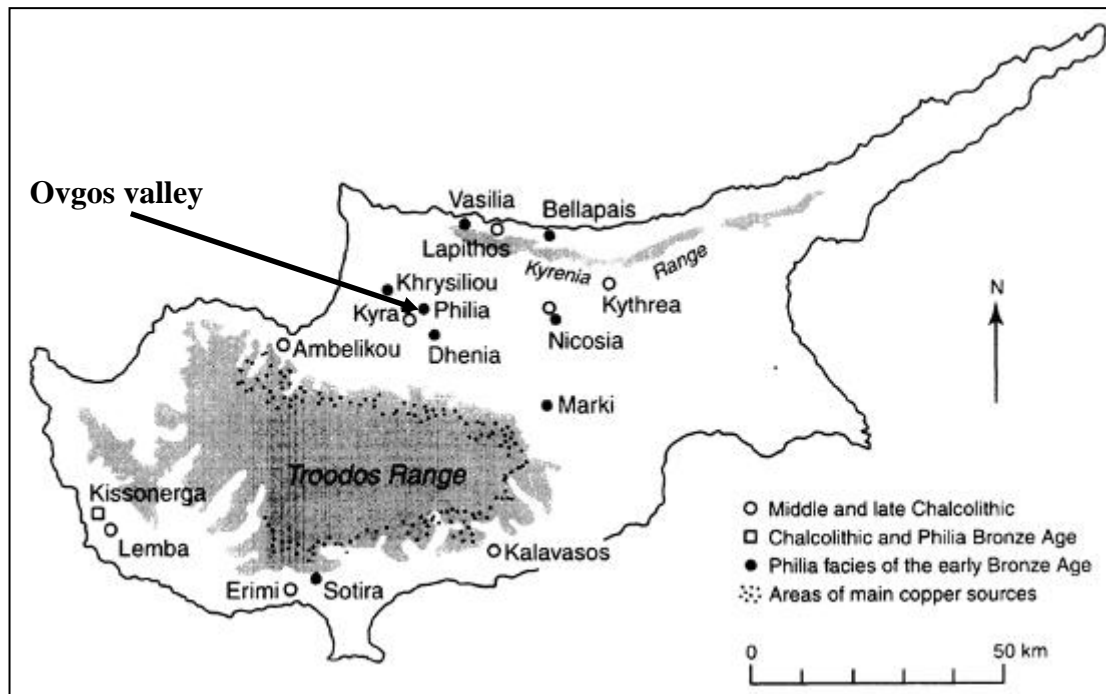 Ovgos valley
Vasilia
Bellapais
Lapithos
Kyrenia
Range
Khrysiliou
Kythrea
Kyra
Philia
Nicosia
Dhenia
Ambelikou
N
Marki
Troodos Range
Kissonerga
Lemba
Kalavasos
Erimi
Sotira
Middle and late Chalcolithic
Chalcolithic and Philia Bronze Age
Philia facies of the early Bronze Age
Areas of main copper sources
0
50 km